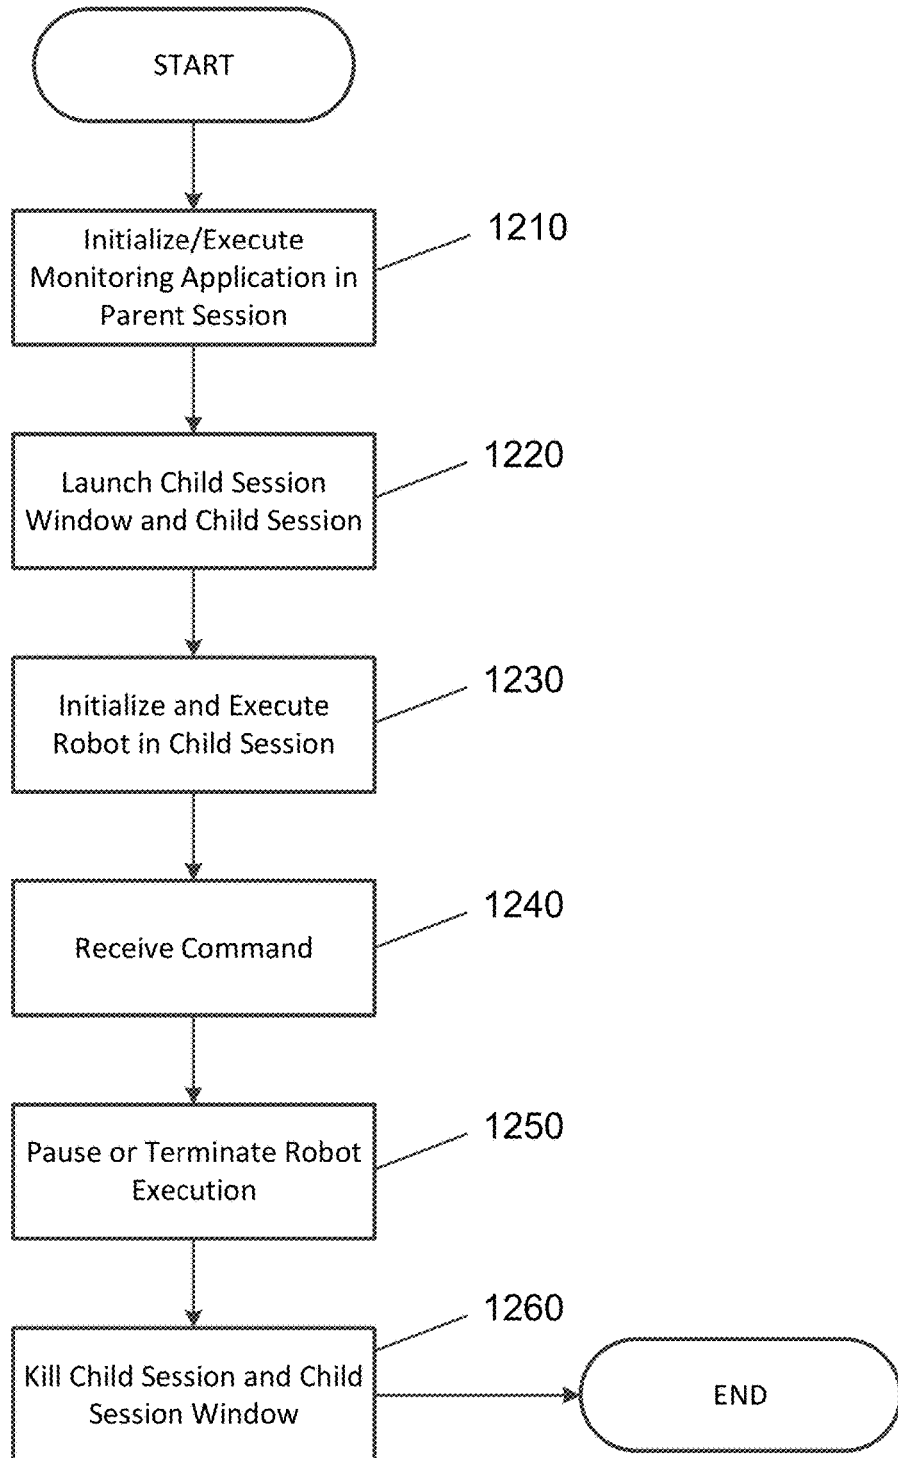 START
1210
Initialize/Execute
Monitoring Application in
Parent Session
1220
Launch Child Session
Window and Child Session
1230
Initialize and Execute
Robot in Child Session
1240
Receive Command
1250
Pause or Terminate Robot
Execution
1260
Kill Child Session and Child
Session Window
END